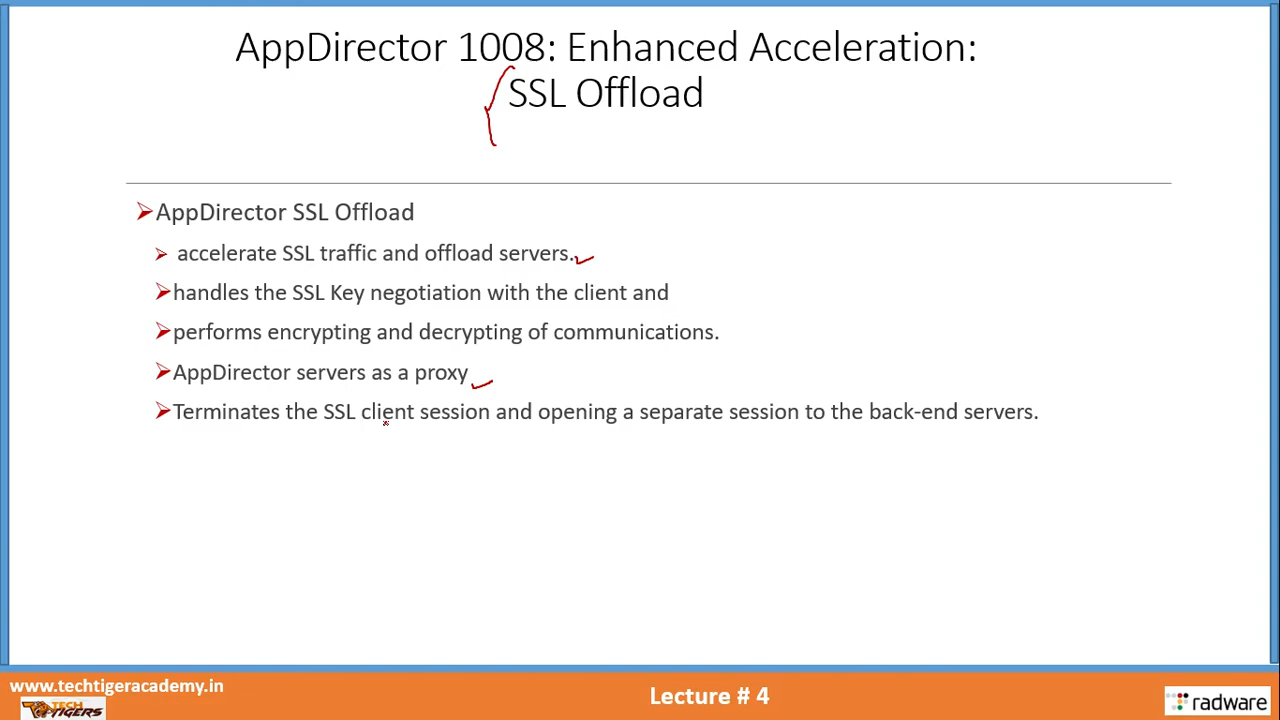 AppDirector 1008: Enhanced Acceleration:
SSL Offload
AppDirector SSL Offload
accelerate SSL traffic and offload servers.
handles the SSL Key negotiation with the client and
performs encrypting and decrypting of communications.
AppDirector servers as a proxy
Terminates the SSL client session and opening a separate session to the back-end servers.
www.techtigeracademy.in
TECH
TIGERS
Lecture # 4
radware